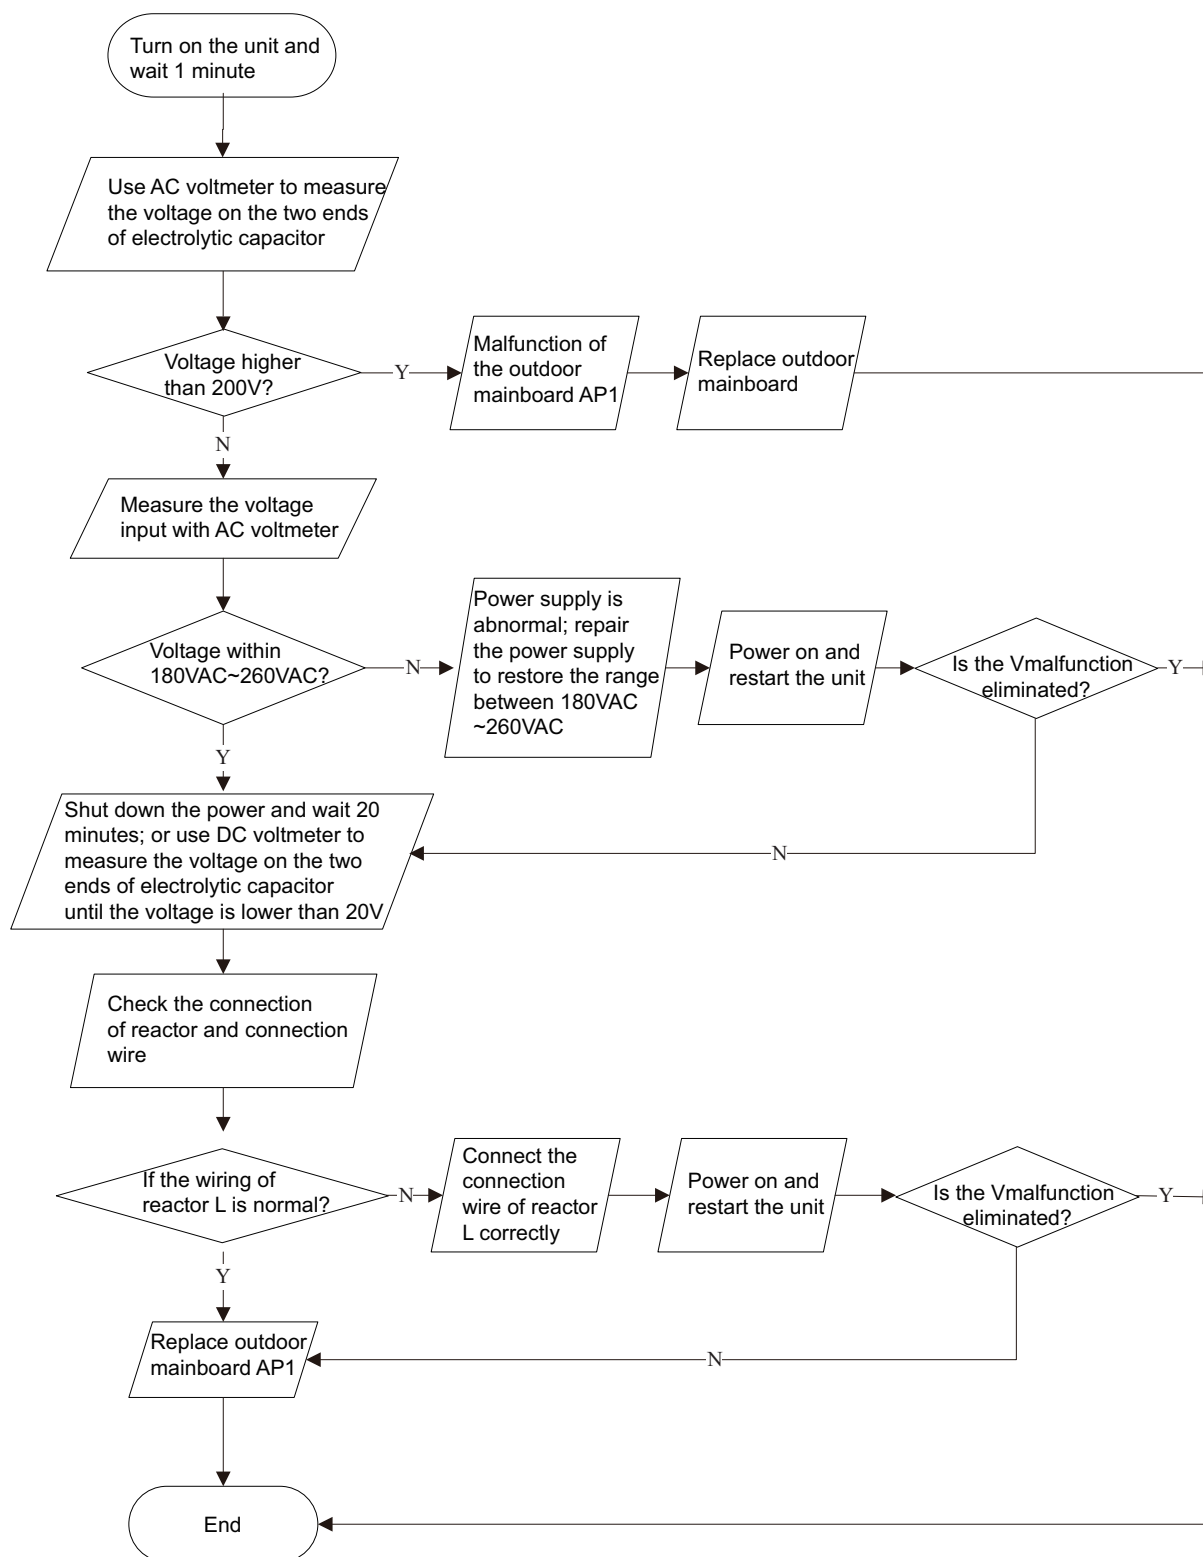 Turn on the unit and
wait 1 minute
Use AC voltmeter to measure
the voltage on the two ends
of electrolytic capacitor
Voltage higher
than 200V?
Y
Malfunction of
the outdoor
mainboard AP1
Replace outdoor
mainboard
N
Measure the voltage
input with AC voltmeter
Voltage within
180VAC~260VAC?
N
Power supply is
abnormal; repair
the power supply
to restore the range
between 180VAC
~260VAC
Power on and
restart the unit
Is the Vmalfunction
eliminated?
Y
Y
N
Shut down the power and wait 20
minutes; or use DC voltmeter to
measure the voltage on the two
ends of electrolytic capacitor
until the voltage is lower than 20V
Check the connection
of reactor and connection
wire
If the wiring of
reactor L is normal?
N
Connect the
connection
wire of reactor
L correctly
Power on and
restart the unit
Is the Vmalfunction
eliminated?
Y
Y
N
Replace outdoor
mainboard AP1
End